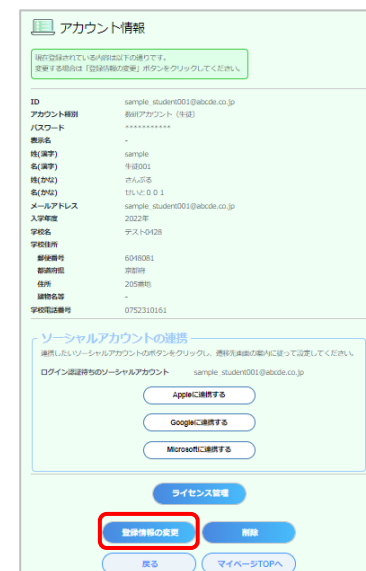 アカウント情報
現在登録されている内容は以下の通りです。
変更する場合は「登録情報の変更」ボタンをクリックしてください。
ID sample_student001@abcde.co.jp
アカウント種別 教研アカウント（生徒）
パスワード ***********
表示名 -
姓(漢字) sample
名(漢字) 生徒001
姓(かな) さんぷる
名(かな) せいと００１
メールアドレス sample_student001@abcde.co.jp
入学年度 2022年
学校名 テスト0428
学校住所
郵便番号 6048081
都道府県 京都府
住所 205番地
建物名等 -
学校電話番号 0752310161
ソーシャルアカウントの連携
連携したいソーシャルアカウントのボタンをクリックし、遷移先画面の案内に従って設定してください。
ログイン認証待ちのソーシャルアカウント sample_student001@abcde.co.jp
Appleに連携する
Googleに連携する
Microsoftに連携する
ライセンス管理
登録情報の変更 削除
戻る マイページTOPへ